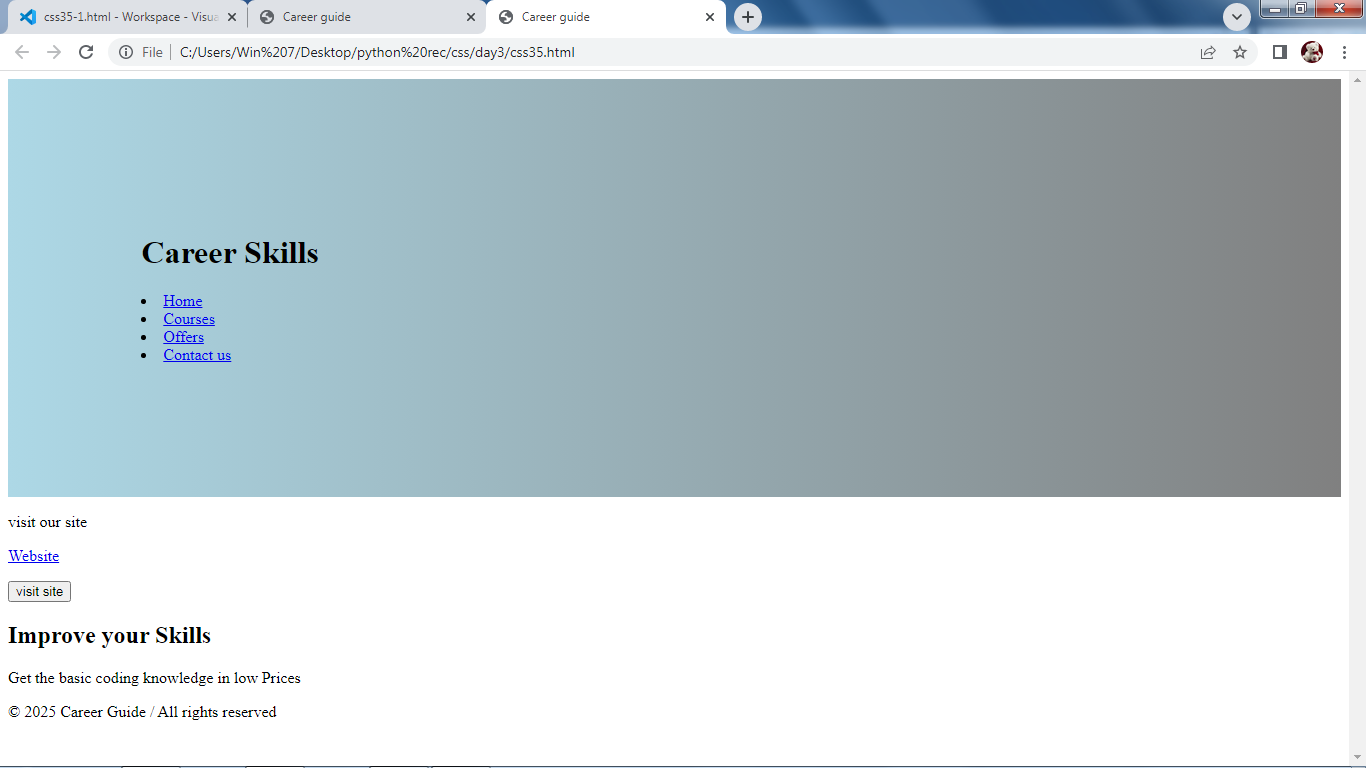 css35-1.html - Workspace - Visua
Career guide
Career guide
File
C:/Users/Win%207/Desktop/python%20rec/css/day3/css35.html
Career Skills
Home
Courses
Offers
Contact us
visit our site
Website
visit site
Improve your Skills
Get the basic coding knowledge in low Prices
© 2025 Career Guide / All rights reserved